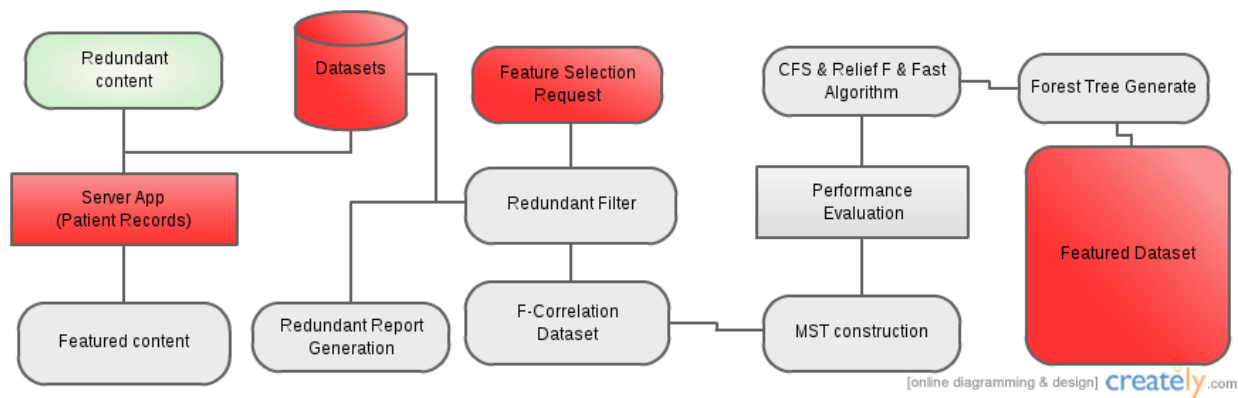 Redundant
content
Datasets
Feature Selection
Request
CFS & Relief F & Fast
Algorithm
Forest Tree Generate
Server App
(Patient Records)
Redundant Filter
Performance
Evaluation
Featured Dataset
Featured content
Redundant Report
Generation
F-Correlation
Dataset
MST construction
[online diagramming & design] creately.com